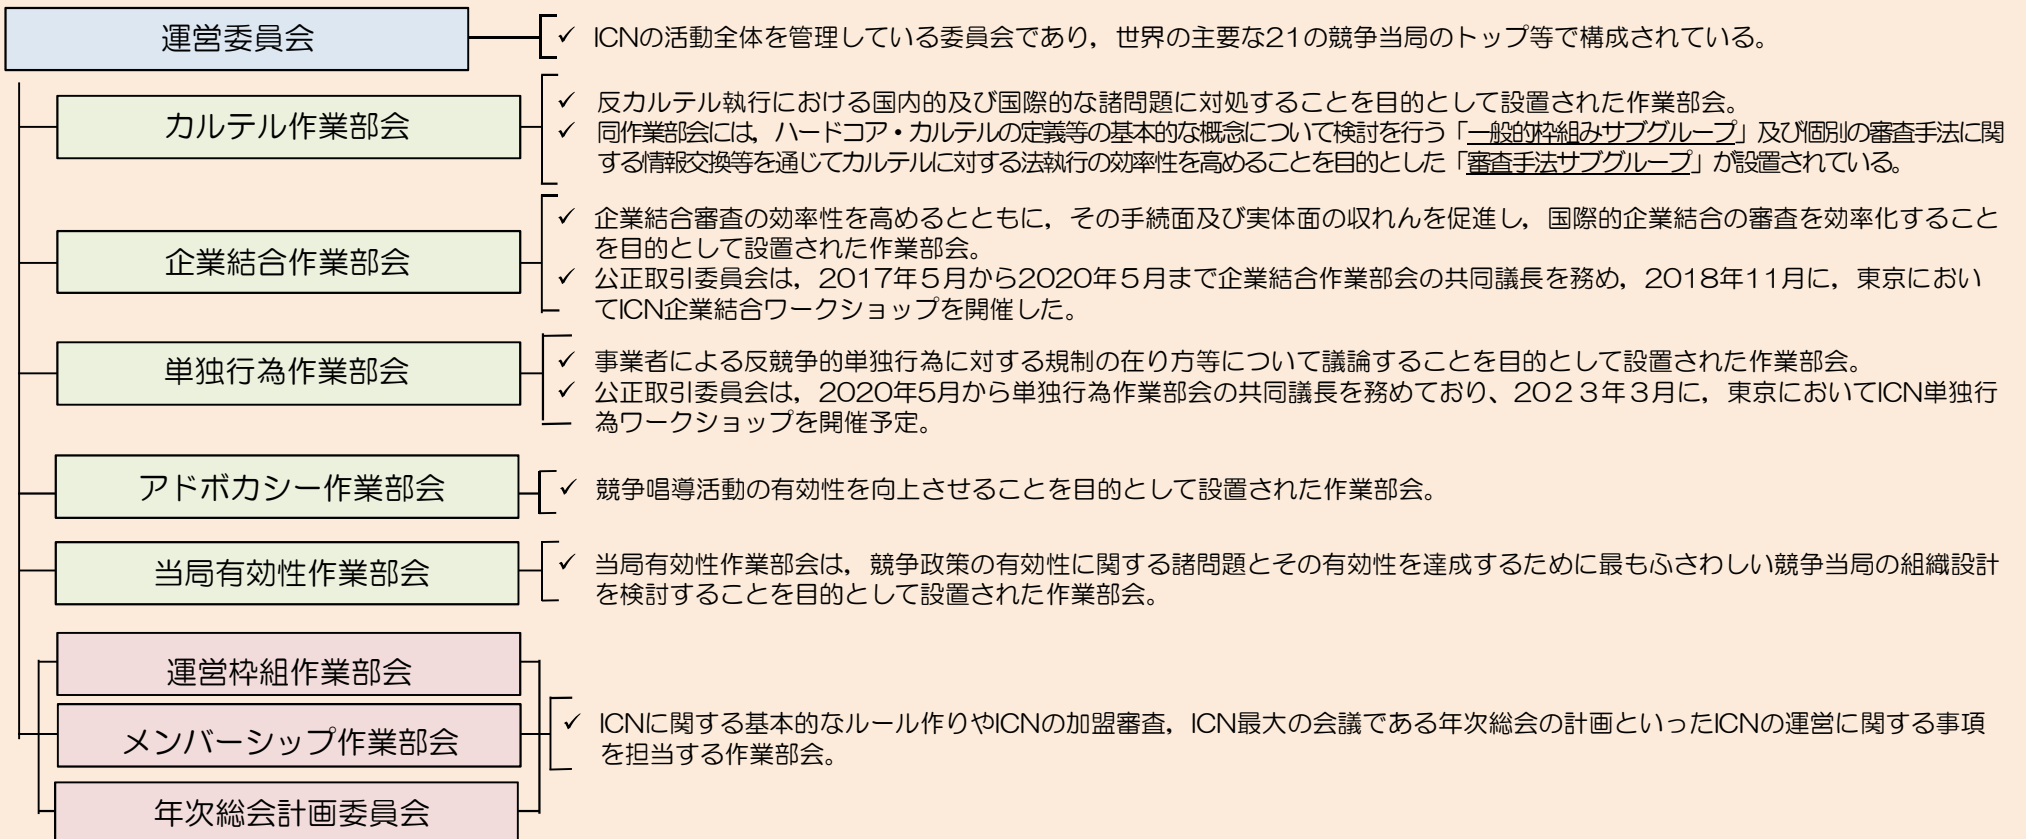 運営委員会
✓ ICNの活動全体を管理している委員会であり，世界の主要な21の競争当局のトップ等で構成されている。
カルテル作業部会
✓ 反カルテル執行における国内的及び国際的な諸問題に対処することを目的として設置された作業部会。
✓ 同作業部会には，ハードコア・カルテルの定義等の基本的な概念について検討を行う「一般的枠組みサブグループ」及び個別の審査手法に関
する情報交換等を通じてカルテルに対する法執行の効率性を高めることを目的とした「審査手法サブグループ」が設置されている。
企業結合作業部会
✓ 企業結合審査の効率性を高めるとともに，その手続面及び実体面の収れんを促進し，国際的企業結合の審査を効率化すること
を目的として設置された作業部会。
✓ 公正取引委員会は，2017年５月から2020年５月まで企業結合作業部会の共同議長を務め，2018年11月に，東京におい
てICN企業結合ワークショップを開催した。
単独行為作業部会
✓ 事業者による反競争的単独行為に対する規制の在り方等について議論することを目的として設置された作業部会。
✓ 公正取引委員会は，2020年5月から単独行為作業部会の共同議長を務めており、２０２３年３月に，東京においてICN単独行
為ワークショップを開催予定。
アドボカシー作業部会
✓ 競争唱導活動の有効性を向上させることを目的として設置された作業部会。
当局有効性作業部会
✓ 当局有効性作業部会は，競争政策の有効性に関する諸問題とその有効性を達成するために最もふさわしい競争当局の組織設計
を検討することを目的として設置された作業部会。
運営枠組作業部会
メンバーシップ作業部会
年次総会計画委員会
✓ ICNに関する基本的なルール作りやICNの加盟審査，ICN最大の会議である年次総会の計画といったICNの運営に関する事項
を担当する作業部会。